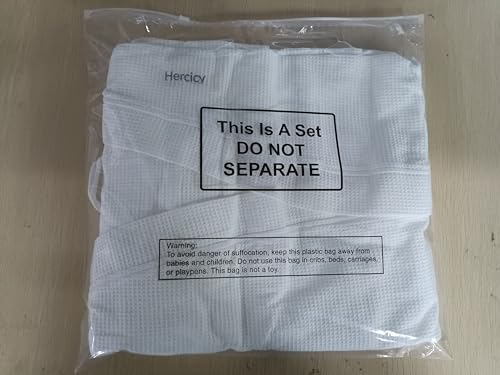 Hercicy
This Is A Set
DO NOT
SEPARATE
Warning:
To avoid danger of suffocation, keep this plastic bag away from
babies and children. Do not use this bag in cribs, beds, carriages,
or playpons. This bag is not a toy.